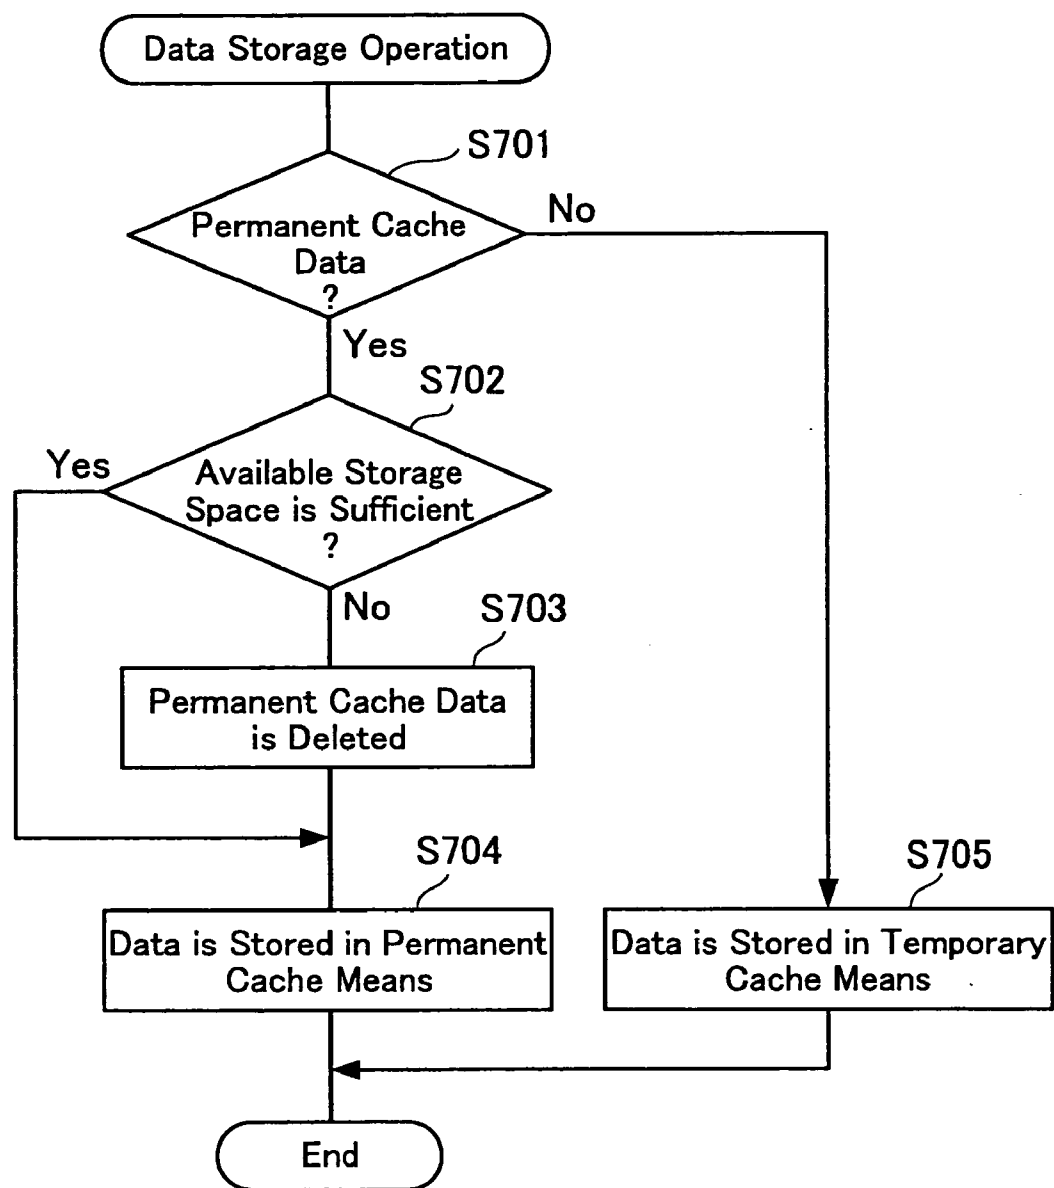 Data Storage Operation
S701
Permanent Cache
Data
?
No
Yes
S702
Yes
Available Storage
Space is Sufficient
?
No
S703
Permanent Cache Data
is Deleted
S704
Data is Stored in Permanent
Cache Means
S705
Data is Stored in Temporary
Cache Means
End